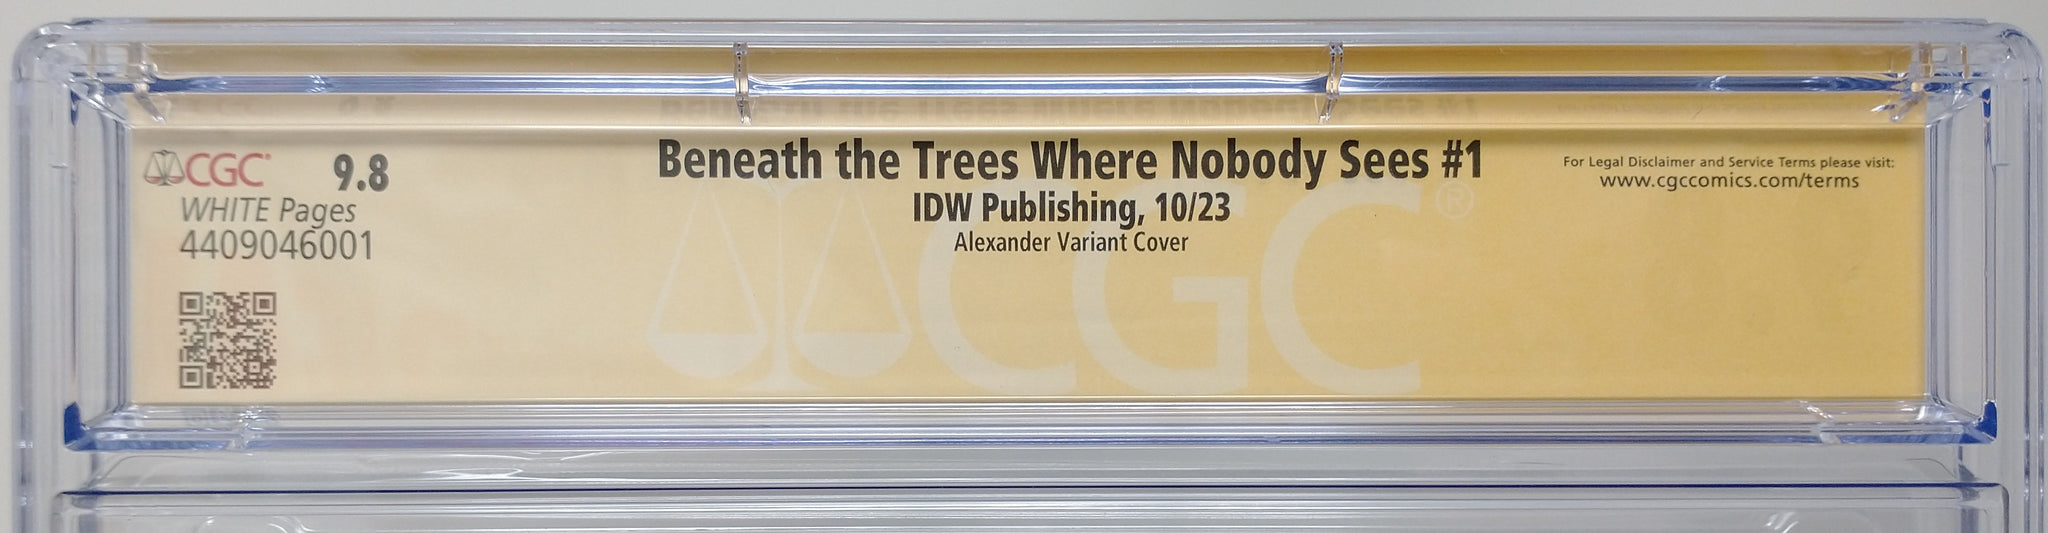 CGC® 9.8
WHITE Pages
4409046001
Beneath the Trees Where Nobody Sees #1
IDW Publishing, 10/23
Alexander Variant Cover
For Legal Disclaimer and Service Terms please visit:
www.cgccomics.com/terms
CGC®